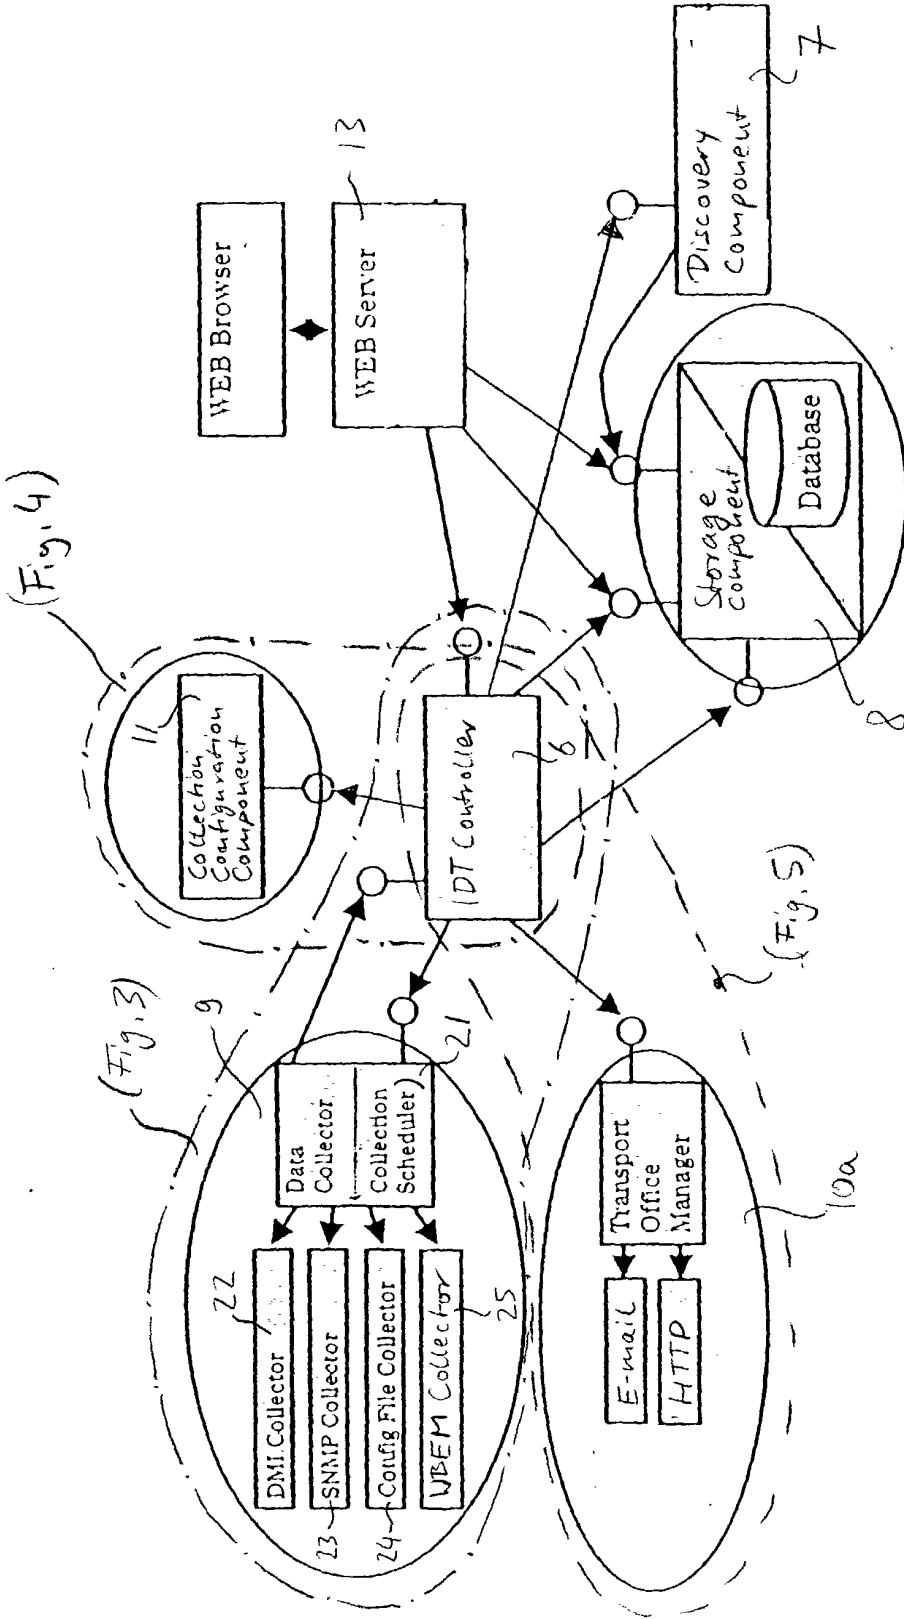 (Fig. 3)
9
DMI Collector
22
23
SNMP Collector
24
Config File Collector
WBEM Collector
25
Data
Collector
(Collection
Scheduler)
21
(Fig. 4)
Collection
Configuration
Component
11
WEB Browser
WEB Server
13
IDT Controller
6
Discovery
Component
7
Storage
Component
Database
8
E-mail
HTTP
Transport
Office
Manager
10a
(Fig. 5)